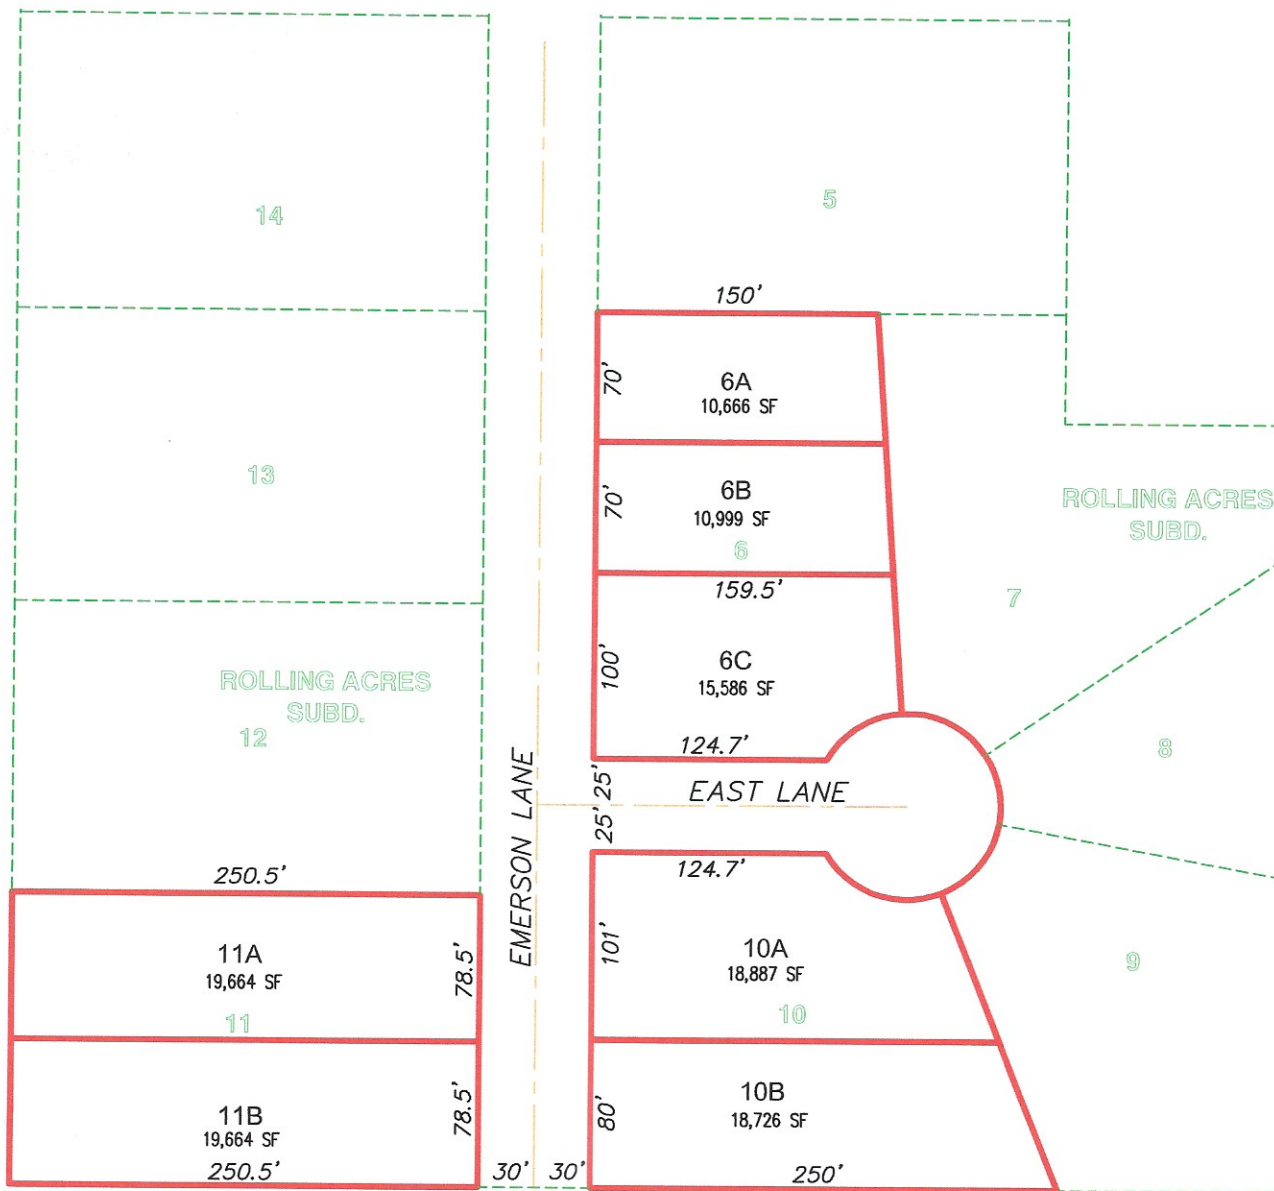 14
5
150'
70'
6A
10,666 SF
13
70'
6B
10,999 SF
6
ROLLING ACRES
SUBD.
159.5'
7
100'
6C
15,586 SF
ROLLING ACRES
SUBD.
12
124.7'
8
25'
EAST LANE
25'
EMERSON LANE
124.7'
250.5'
11A
19,664 SF
78.5'
101'
10A
18,887 SF
9
11
10
11B
19,664 SF
78.5'
80'
10B
18,726 SF
250.5'
30'
30'
250'